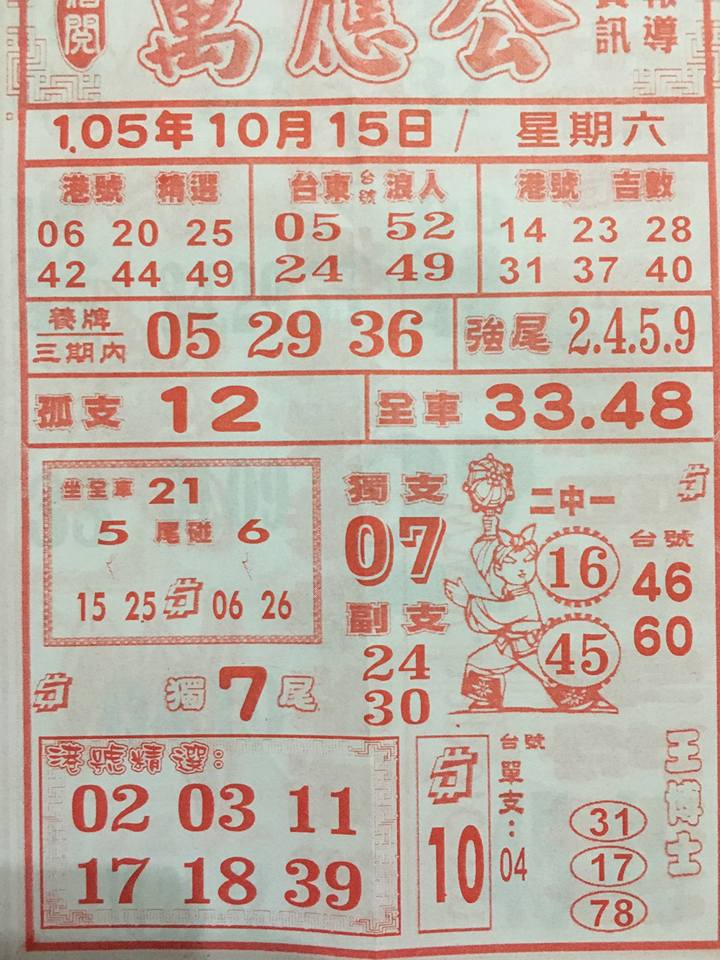 閱
萬應公
資訊
報導
1.05年10月15日/ 星期六
港號 精選
06 20 25
42 44 49
台東台號浪人
05 52
24 49
港號 吉數
14 23 28
31 37 40
養牌
三期內
05 29 36
強尾 2.4.5.9
孤支 12
全車 33.48
坐全車 21
5 尾碰 6
15 25 06 26
獨支
07
副支
24
30
二中一
16
45
台號
46
60
獨7尾
港號精選:
02 03 11
17 18 39
10
台號
單支:
04
31
17
78
王博士